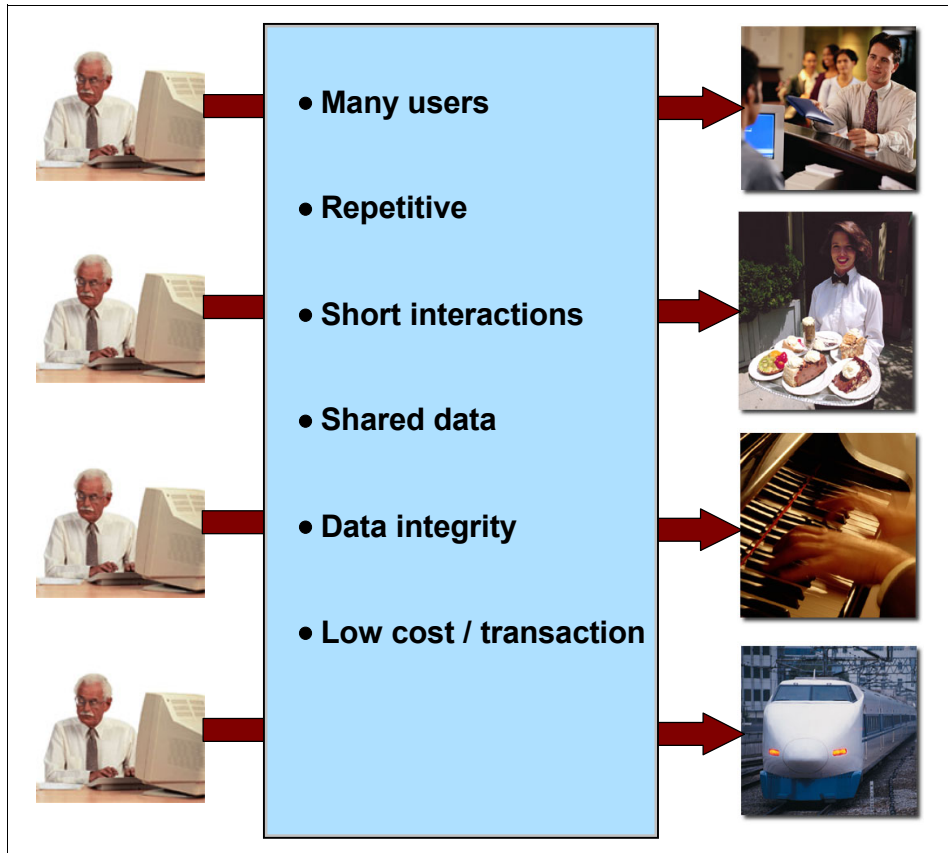 • Many users
• Repetitive
• Short interactions
• Shared data
• Data integrity
• Low cost / transaction